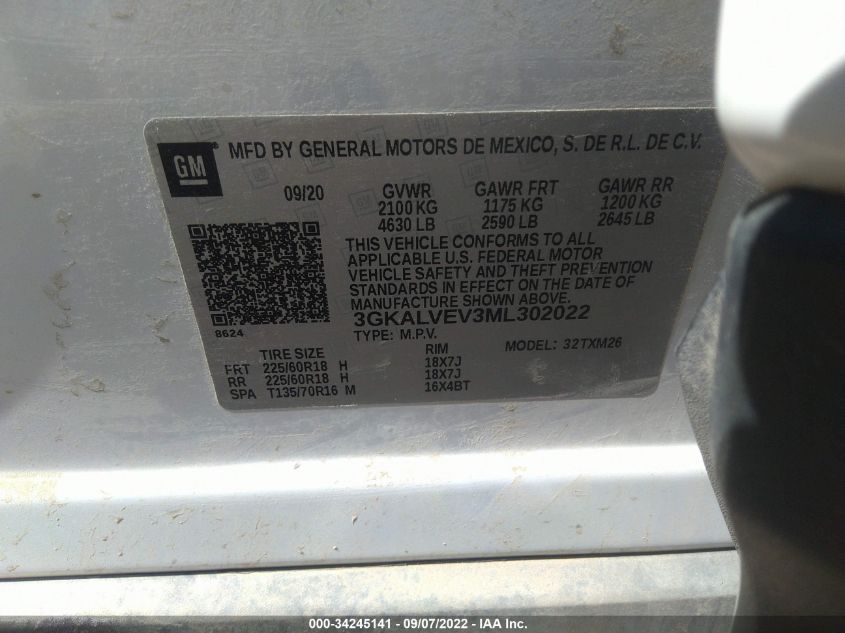 GM
MFD BY GENERAL MOTORS DE MEXICO, S. DE R.L. DE C.V.
09/20 GVWR GAWR FRT GAWR RR
2100 KG 1175 KG 1200 KG
4630 LB 2590 LB 2645 LB
THIS VEHICLE CONFORMS TO ALL
APPLICABLE U.S. FEDERAL MOTOR
VEHICLE SAFETY AND THEFT PREVENTION
STANDARDS IN EFFECT ON THE DATE OF
MANUFACTURE SHOWN ABOVE.
8624 3GKALVEV3ML302022
TYPE: M.P.V. MODEL: 32TXM26
TIRE SIZE RIM
FRT 225/60R18 H 18X7J
RR 225/60R18 H 18X7J
SPA T135/70R16 M 16X4BT
000-34245141 - 09/07/2022 - IAAI.com